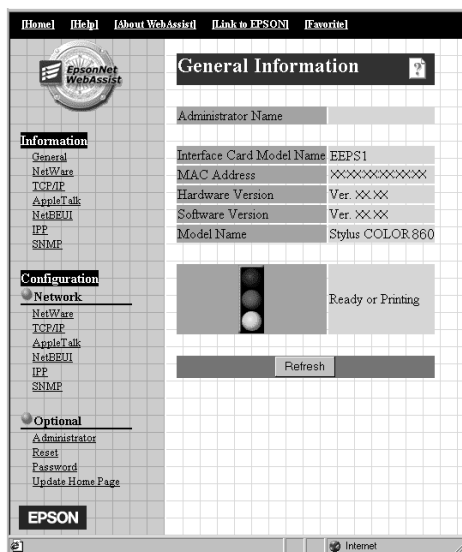 [Home] [Help] [About WebAssist] [Link to EPSON] [Favorite]
EpsonNet
WebAssist
General Information
?
Administrator Name
Information
General
NetWare
TCP/IP
AppleTalk
NetBEUI
IPP
SNMP
Interface Card Model Name EEPS1
MAC Address XXXXXXXXXXXX
Hardware Version Ver. XX.XX
Software Version Ver. XX.XX
Model Name Stylus COLOR 860
Configuration
Network
NetWare
TCP/IP
AppleTalk
NetBEUI
IPP
SNMP
Ready or Printing
Refresh
Optional
Administrator
Reset
Password
Update Home Page
EPSON
Internet